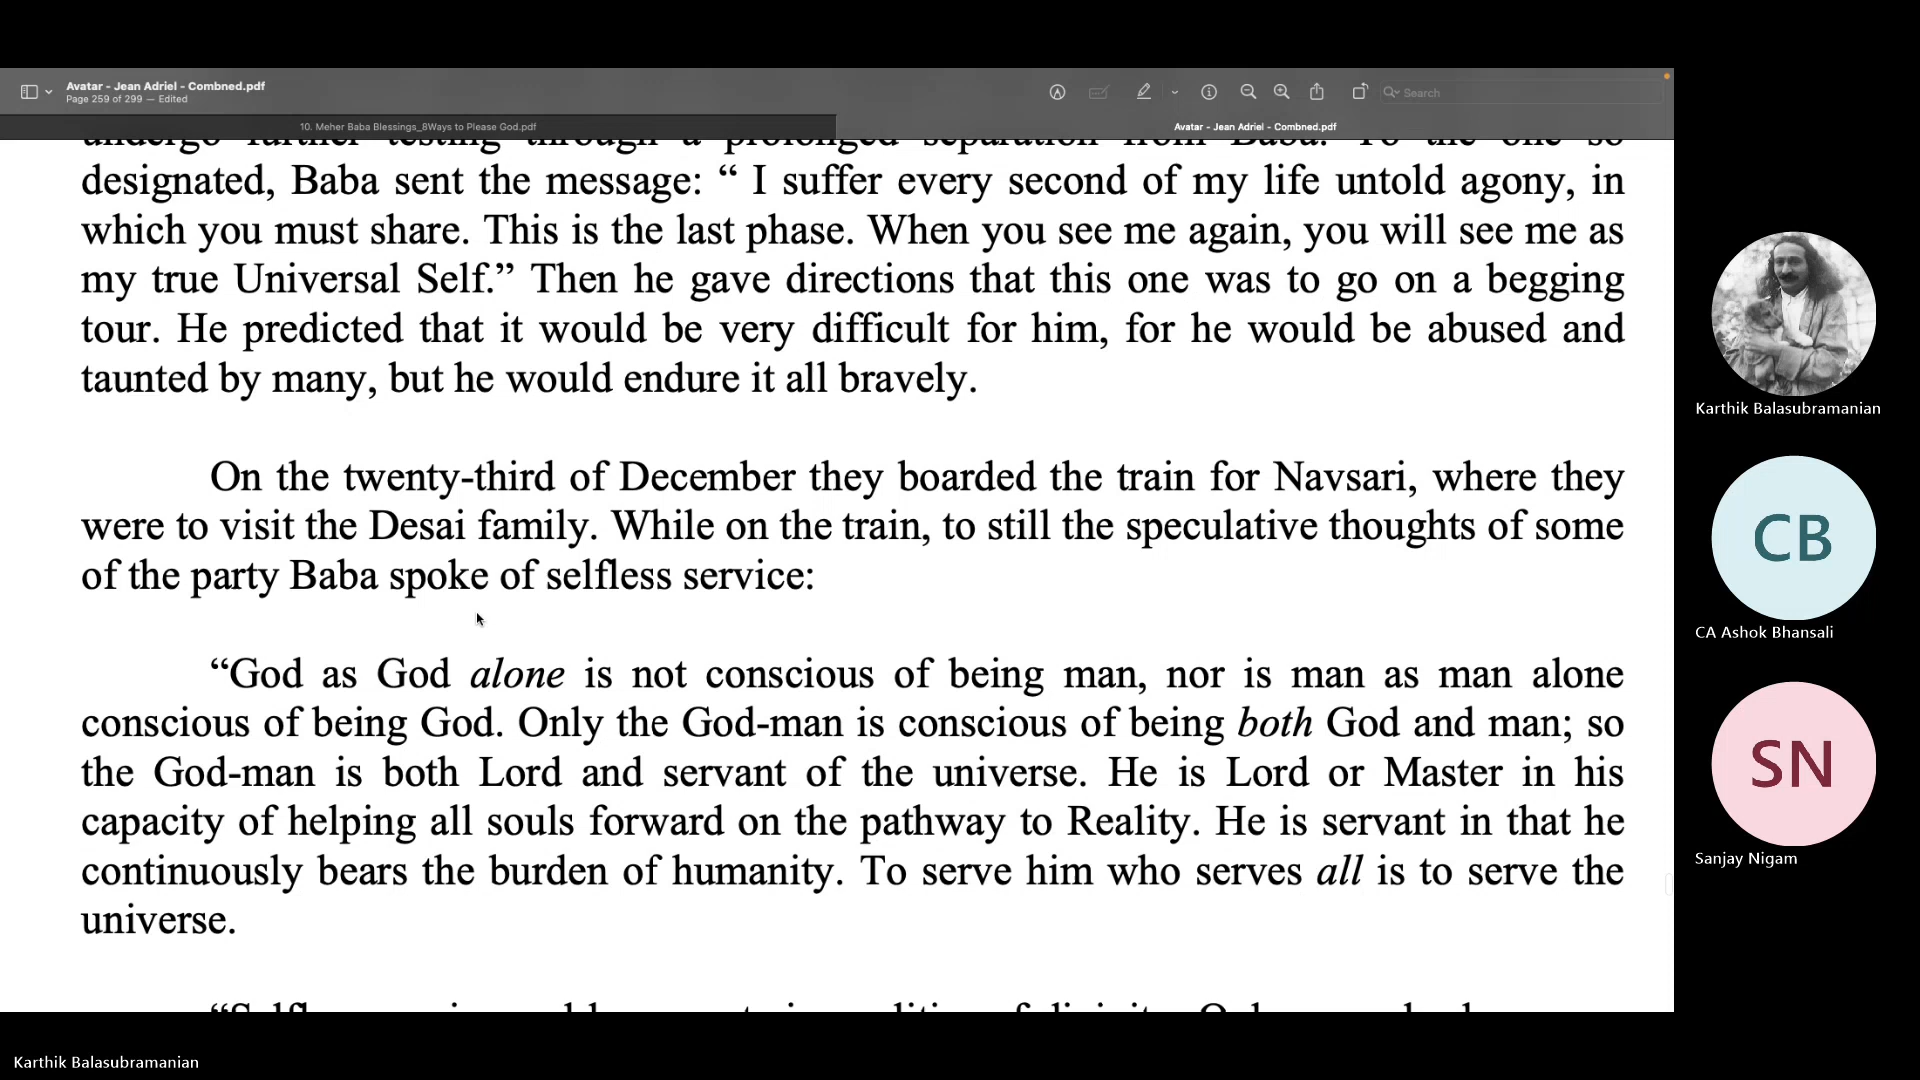 Avatar - Jean Adriel - Combned.pdf
Page 259 of 299 — Edited
Search
10. Meher Baba Blessings_8Ways to Please God.pdf
Avatar - Jean Adriel - Combned.pdf
undergo further testing through a prolonged separation from Baba. To the one so
designated, Baba sent the message: “ I suffer every second of my life untold agony, in
which you must share. This is the last phase. When you see me again, you will see me as
my true Universal Self.” Then he gave directions that this one was to go on a begging
tour. He predicted that it would be very difficult for him, for he would be abused and
taunted by many, but he would endure it all bravely.
On the twenty-third of December they boarded the train for Navsari, where they
were to visit the Desai family. While on the train, to still the speculative thoughts of some
of the party Baba spoke of selfless service:
“God as God alone is not conscious of being man, nor is man as man alone
conscious of being God. Only the God-man is conscious of being both God and man; so
the God-man is both Lord and servant of the universe. He is Lord or Master in his
capacity of helping all souls forward on the pathway to Reality. He is servant in that he
continuously bears the burden of humanity. To serve him who serves all is to serve the
universe.
Karthik Balasubramanian
CB
CA Ashok Bhansali
SN
Sanjay Nigam
Karthik Balasubramanian